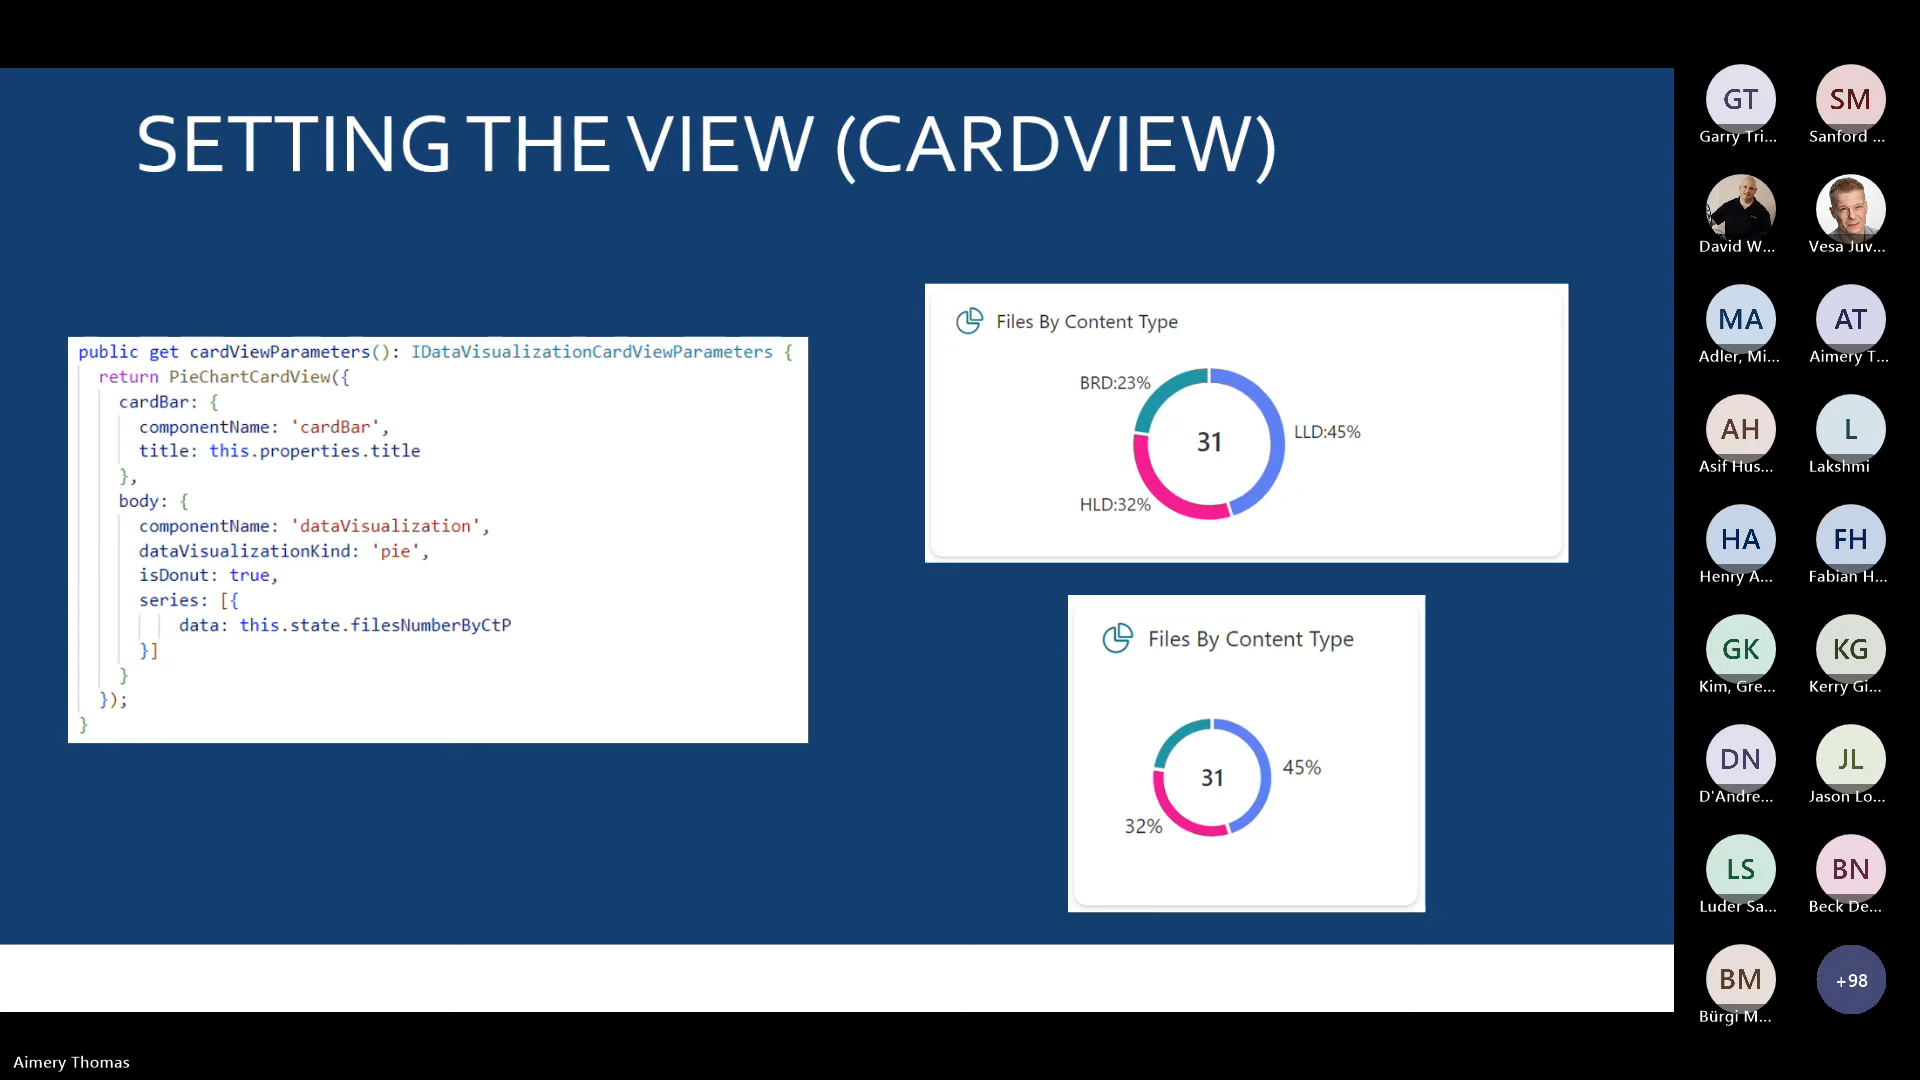 SETTING THE VIEW (CARDVIEW)
public get cardViewParameters(): IDataVisualizationCardViewParameters {
return PieChartCardView({
cardBar: {
componentName: 'cardBar',
title: this.properties.title
},
body: {
componentName: 'dataVisualization',
dataVisualizationKind: 'pie',
isDonut: true,
series: [{
data: this.state.filesNumberByCtP
}]
}
});
}
Files By Content Type
BRD:23%
31
LLD:45%
HLD:32%
Files By Content Type
31
45%
32%
GT
Garry Tri...
SM
Sanford ...
David W...
Vesa Juv...
MA
Adler, Mi...
AT
Aimery T...
AH
Asif Hus...
L
Lakshmi
HA
Henry A...
FH
Fabian H...
GK
Kim, Gre...
KG
Kerry Gi...
DN
D'Andre...
JL
Jason Lo...
LS
Luder Sa...
BN
Beck De...
BM
Bürgi M...
+98
Aimery Thomas